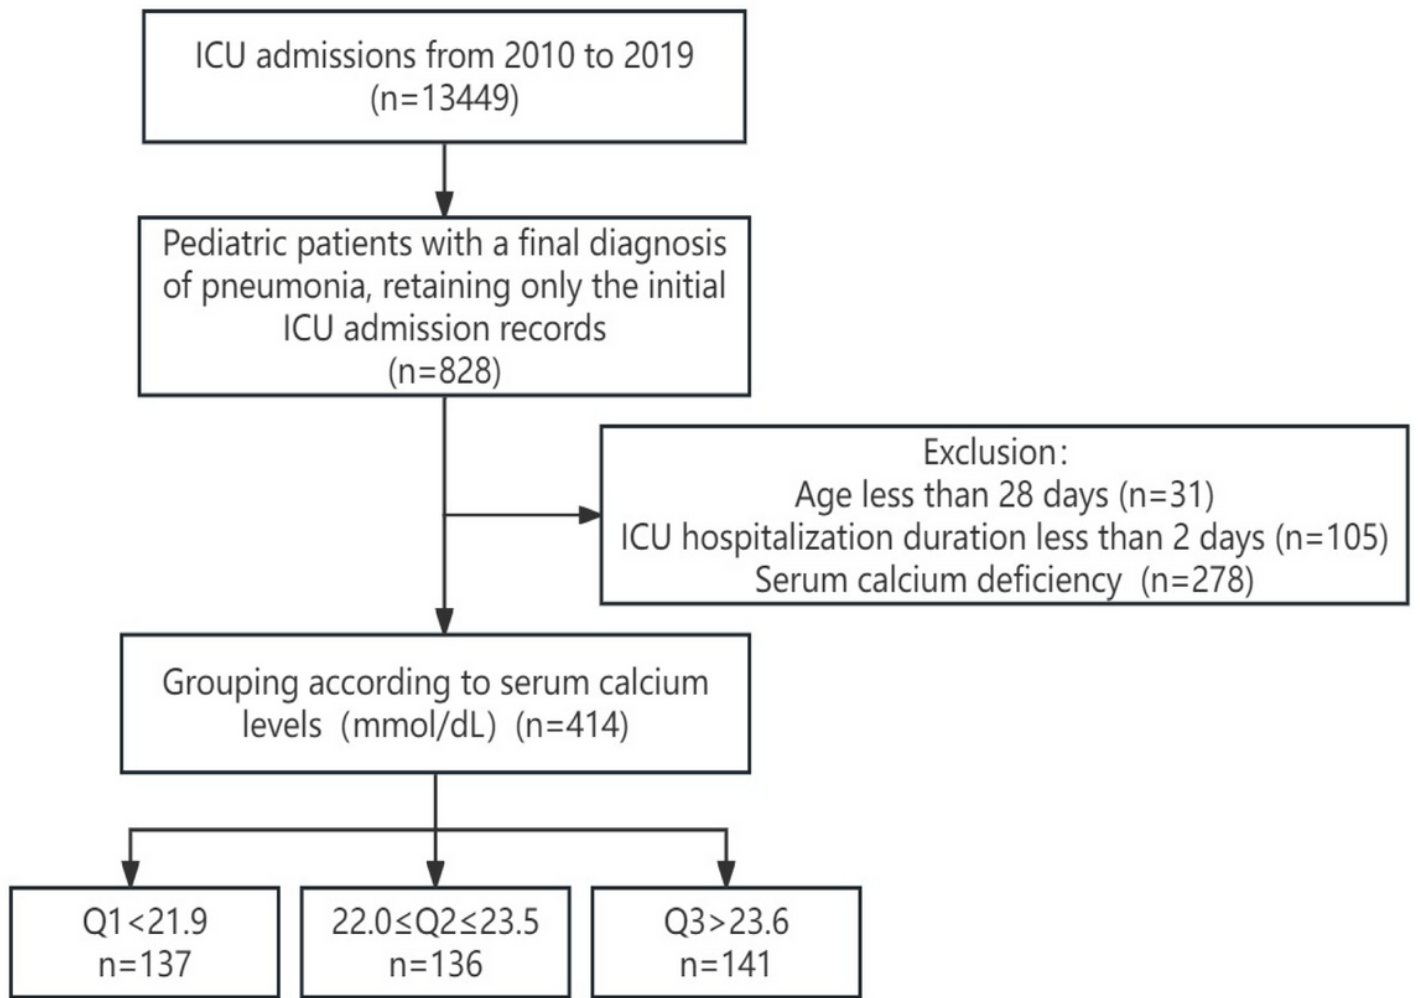 ICU admissions from 2010 to 2019
(n=13449)
Pediatric patients with a final diagnosis
of pneumonia, retaining only the initial
ICU admission records
(n=828)
Exclusion:
Age less than 28 days (n=31)
ICU hospitalization duration less than 2 days (n=105)
Serum calcium deficiency (n=278)
Grouping according to serum calcium
levels (mmol/dL) (n=414)
Q1<21.9
n=137
22.0≤Q2≤23.5
n=136
Q3>23.6
n=141